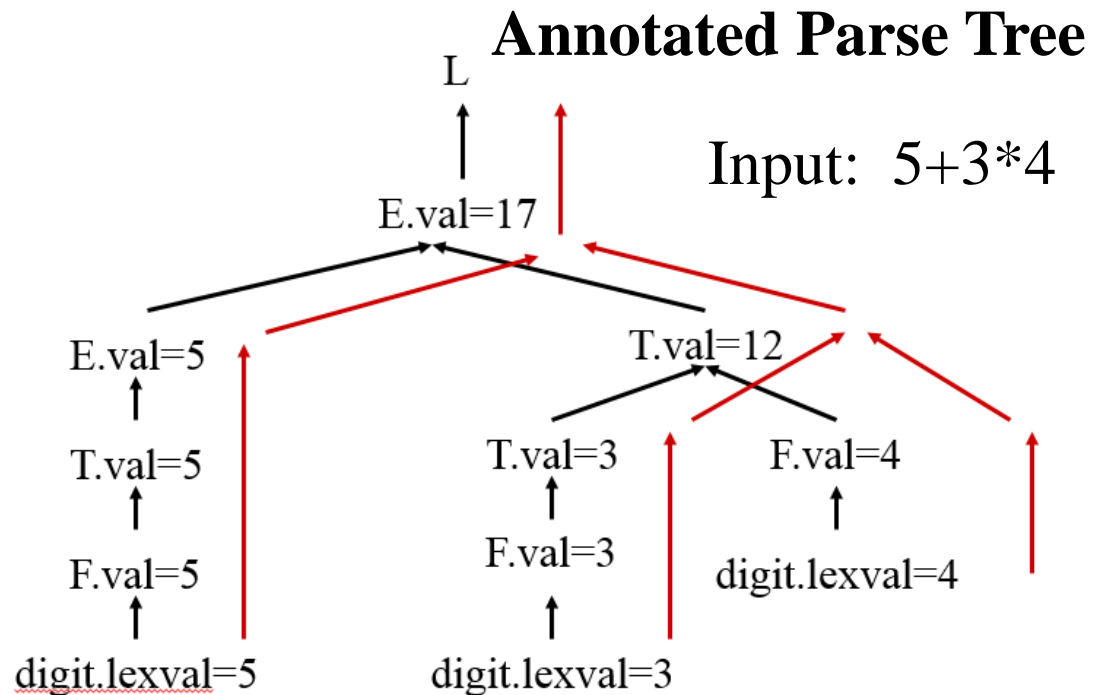 Annotated Parse Tree
L
Input: 5+3*4
E.val=17
E.val=5
T.val=12
T.val=5
T.val=3
F.val=4
F.val=3
F.val=5
digit.lexval=4
digit.lexval=5
digit.lexval=3